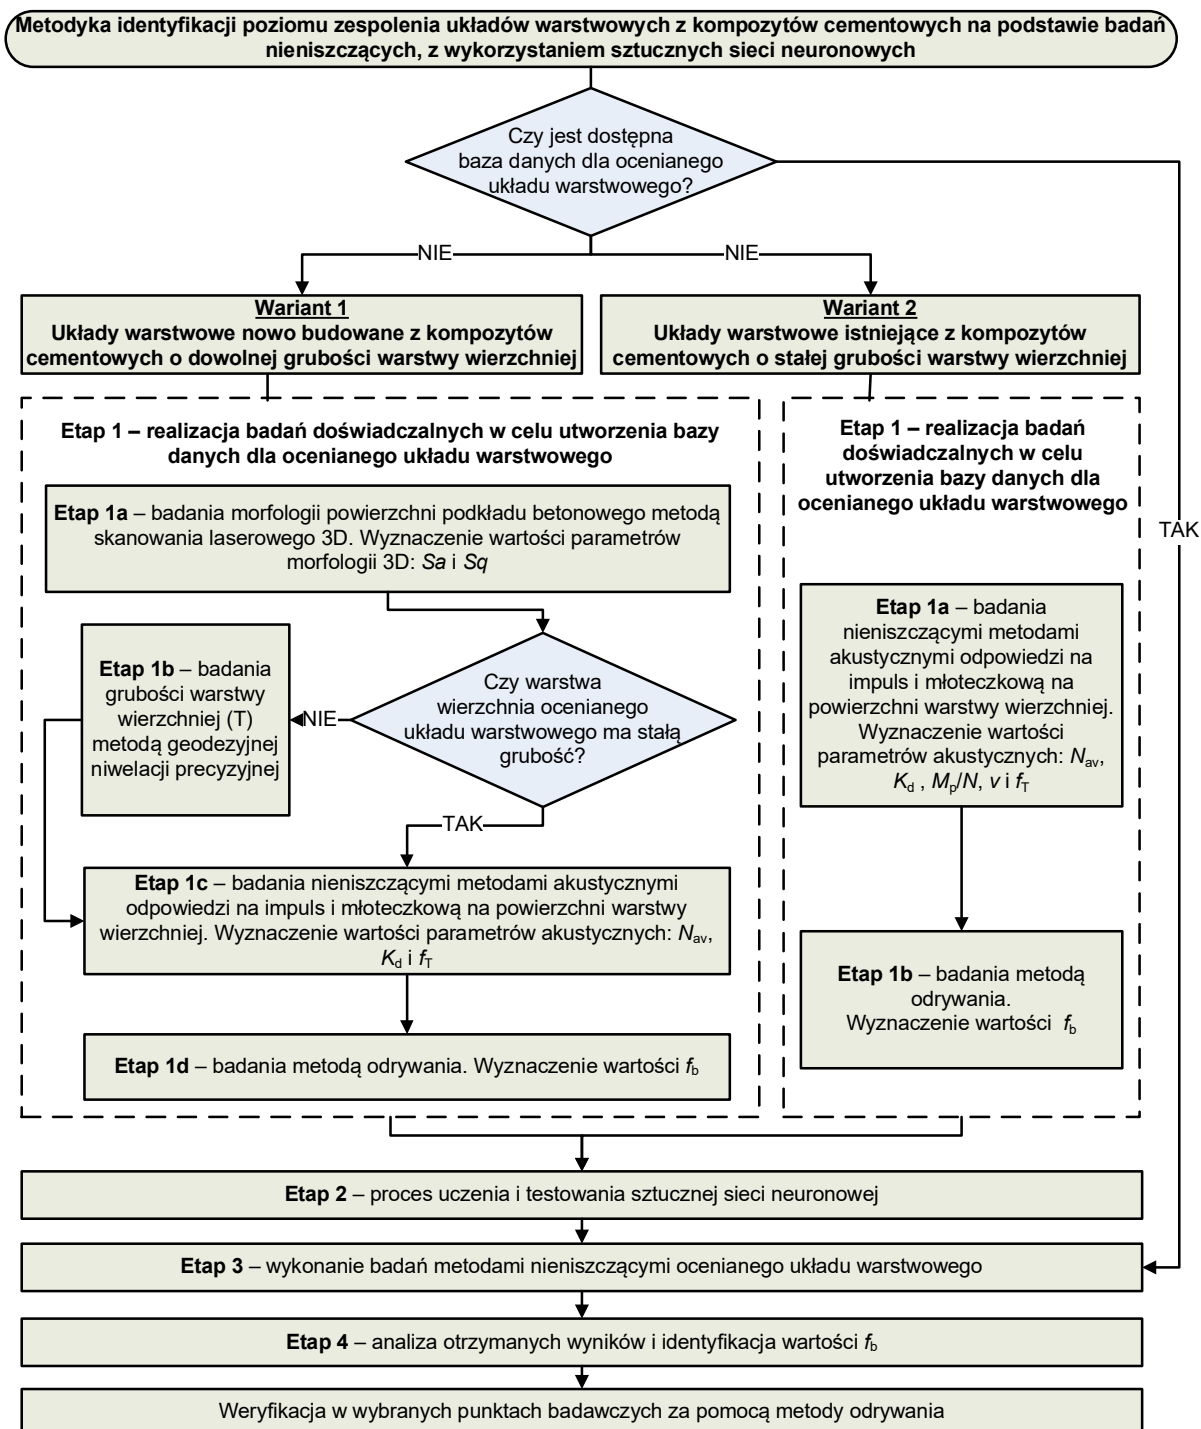 Metodyka identyfikacji poziomu zespolenia układów warstwowych z kompozytów cementowych na podstawie badań
nieniszczących, z wykorzystaniem sztucznych sieci neuronowych
Czy jest dostępna
baza danych dla ocenianego
układu warstwowego?
NIE
NIE
TAK
Wariant 1
Układy warstwowe nowo budowane z kompozytów
cementowych o dowolnej grubości warstwy wierzchniej
Wariant 2
Układy warstwowe istniejące z kompozytów
cementowych o stałej grubości warstwy wierzchniej
Etap 1 – realizacja badań doświadczalnych w celu utworzenia bazy
danych dla ocenianego układu warstwowego
Etap 1a – badania morfologii powierzchni podkładu betonowego metodą
skanowania laserowego 3D. Wyznaczenie wartości parametrów
morfologii 3D: Sa i Sq
Czy warstwa
wierzchnia ocenianego
układu warstwowego ma stałą
grubość?
NIE
Etap 1b – badania
grubości warstwy
wierzchniej (T)
metodą geodezyjnej
niwelacji precyzyjnej
TAK
Etap 1c – badania nieniszczącymi metodami akustycznymi
odpowiedzi na impuls i młoteczkową na powierzchni warstwy
wierzchniej. Wyznaczenie wartości parametrów akustycznych: Nav,
Kd i fT
Etap 1d – badania metodą odrywania. Wyznaczenie wartości fb
Etap 1 – realizacja badań
doświadczalnych w celu
utworzenia bazy danych dla
ocenianego układu warstwowego
Etap 1a – badania
nieniszczącymi metodami
akustycznymi odpowiedzi na
impuls i młoteczkową na
powierzchni warstwy wierzchniej.
Wyznaczenie wartości
parametrów akustycznych: Nav,
Kd , Mp/N, v i fT
Etap 1b – badania metodą
odrywania.
Wyznaczenie wartości fb
Etap 2 – proces uczenia i testowania sztucznej sieci neuronowej
Etap 3 – wykonanie badań metodami nieniszczącymi ocenianego układu warstwowego
Etap 4 – analiza otrzymanych wyników i identyfikacja wartości fb
Weryfikacja w wybranych punktach badawczych za pomocą metody odrywania